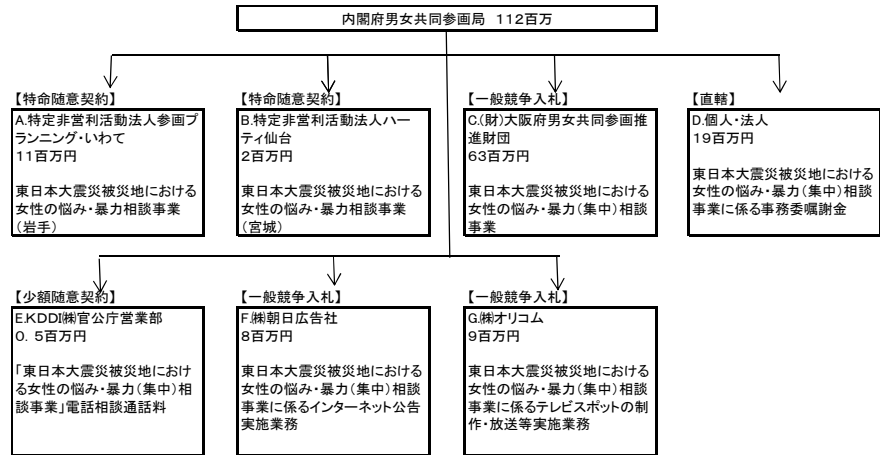 内閣府男女共同参画局 112百万
【特命随意契約】
A.特定非営利活動法人参画プ
ランニング・いわて
11百万円
東日本大震災被災地における
女性の悩み・暴力相談事業
(岩手)
【特命随意契約】
B.特定非営利活動法人ハー
ティ仙台
2百万円
東日本大震災被災地における
女性の悩み・暴力相談事業
(宮城)
【一般競争入札】
C.(財)大阪府男女共同参画推
進財団
63百万円
東日本大震災被災地における
女性の悩み・暴力(集中)相談
事業
【直轄】
D.個人・法人
19百万円
東日本大震災被災地における
女性の悩み・暴力(集中)相談
事業に係る事務委嘱謝金
【少額随意契約】
E.KDDI㈱官公庁営業部
0.5百万円
「東日本大震災被災地におけ
る女性の悩み・暴力(集中)相
談事業」電話相談通話料
【一般競争入札】
F.㈱朝日広告社
8百万円
東日本大震災被災地における
女性の悩み・暴力(集中)相談
事業に係るインターネット公告
実施業務
【一般競争入札】
G.㈱オリコム
9百万円
東日本大震災被災地における
女性の悩み・暴力(集中)相談
事業に係るテレビスポットの制
作・放送等実施業務